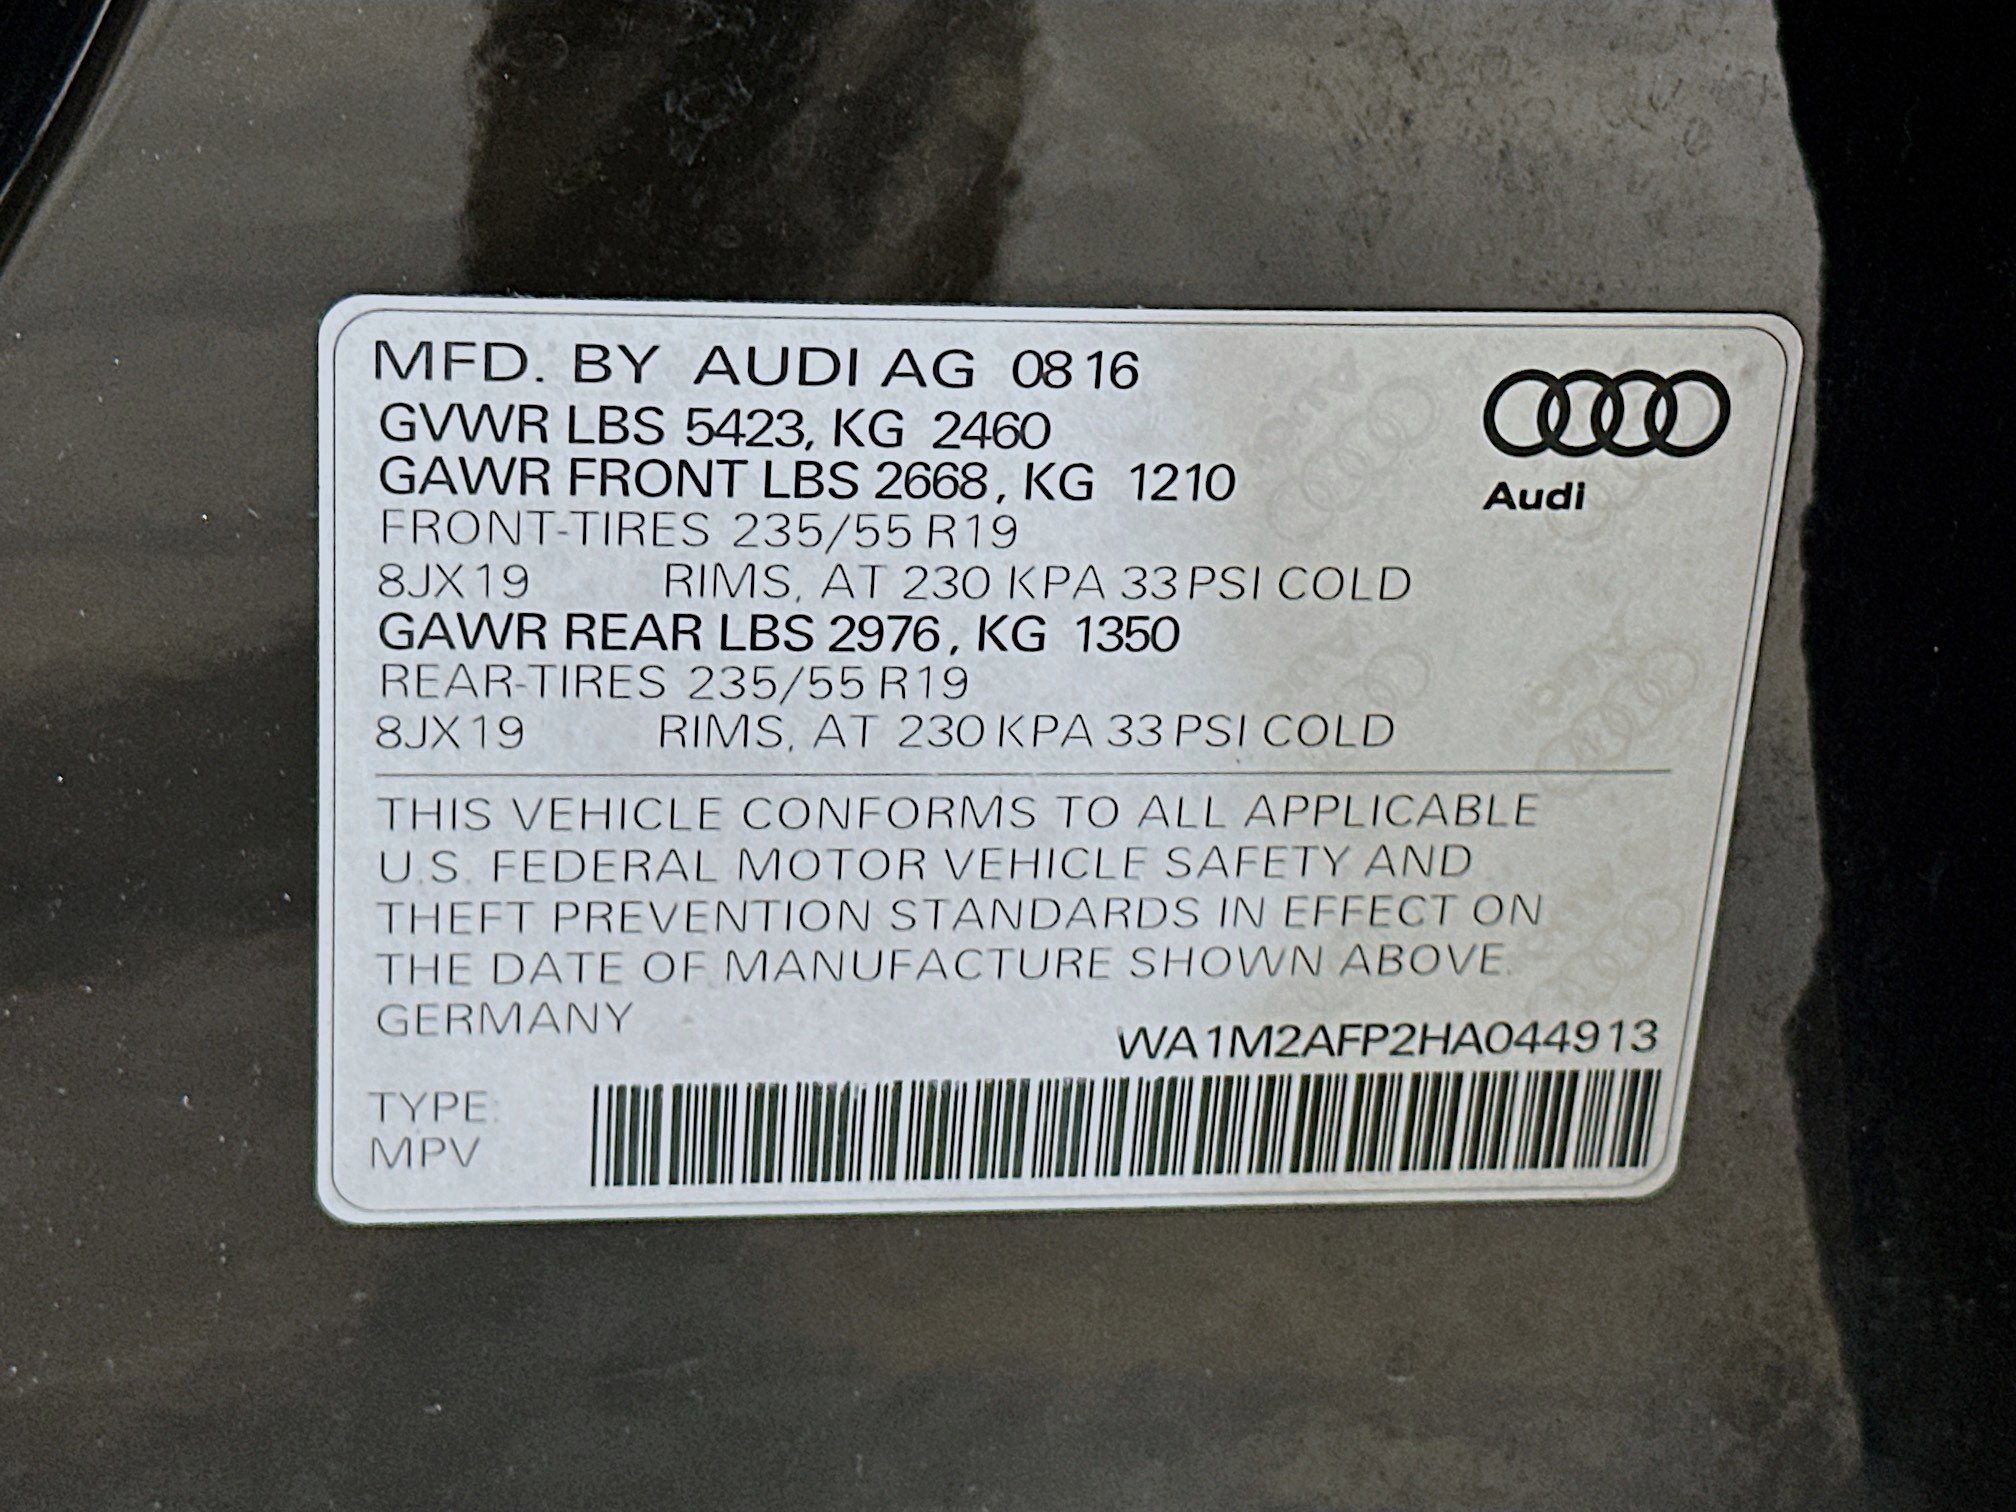 MFD. BY AUDI AG 08 16
GVWR LBS 5423, KG 2460
GAWR FRONT LBS 2668, KG 1210
FRONT-TIRES 235/55 R19
8JX19 RIMS, AT 230 KPA 33 PSI COLD
GAWR REAR LBS 2976, KG 1350
REAR-TIRES 235/55 R19
8JX19 RIMS, AT 230 KPA 33 PSI COLD
Audi
THIS VEHICLE CONFORMS TO ALL APPLICABLE
U.S. FEDERAL MOTOR VEHICLE SAFETY AND
THEFT PREVENTION STANDARDS IN EFFECT ON
THE DATE OF MANUFACTURE SHOWN ABOVE.
GERMANY
WA1M2AFP2HA044913
TYPE:
MPV